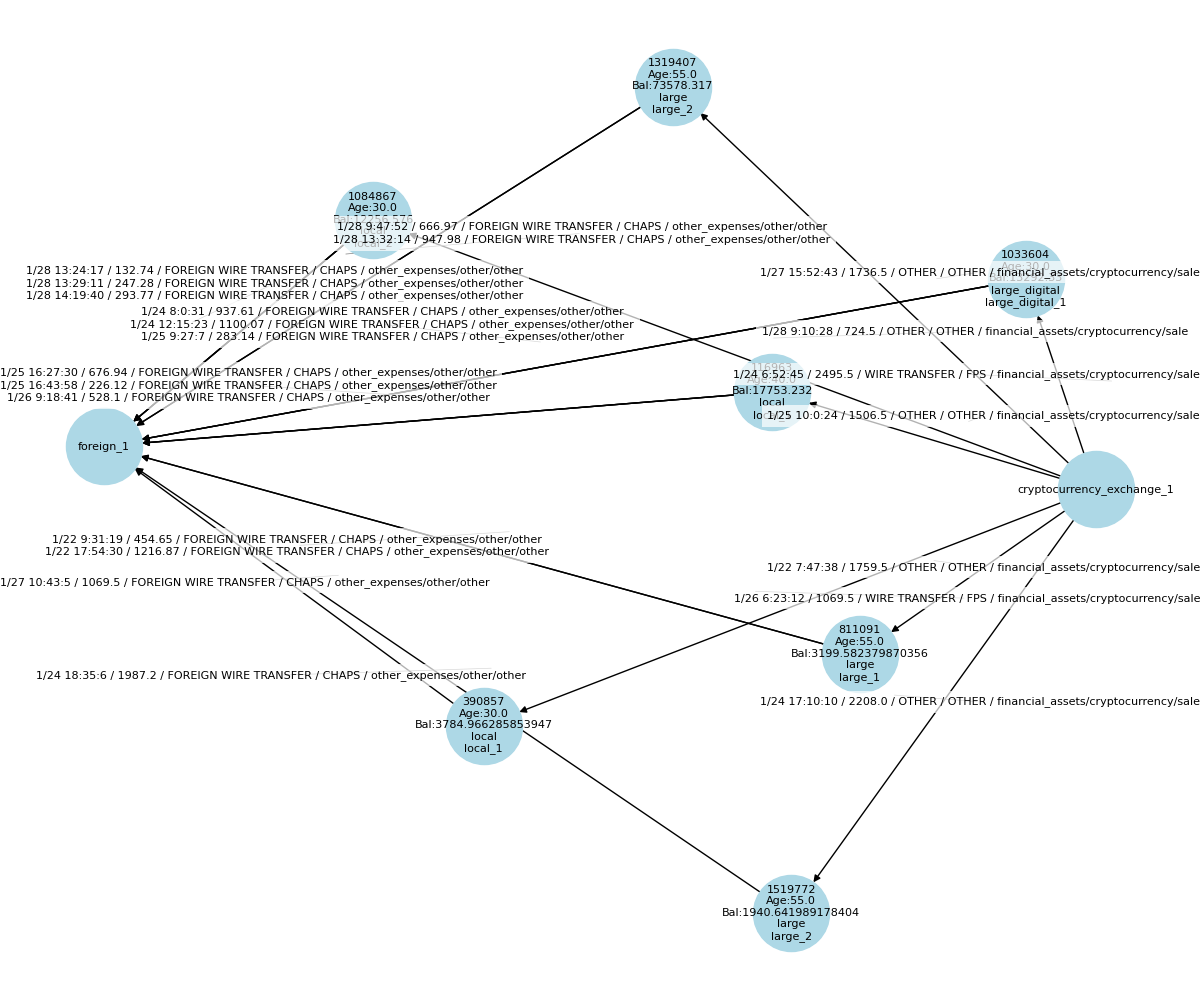 1319407
Age:55.0
Bal:73578.317
large
large_2
1084867
Age:30.0
1/28 9:47:52 / 666.97 / FOREIGN WIRE TRANSFER / CHAPS / other_expenses/other/other
1/28 13:32:14 / 947.98 / FOREIGN WIRE TRANSFER / CHAPS / other_expenses/other/other
1033604
Age:30.0
large_digital
large_digital_1
1/27 15:52:43 / 1736.5 / OTHER / OTHER / financial_assets/cryptocurrency/sale
1/28 13:24:17 / 132.74 / FOREIGN WIRE TRANSFER / CHAPS / other_expenses/other/other
1/28 13:29:11 / 247.28 / FOREIGN WIRE TRANSFER / CHAPS / other_expenses/other/other
1/28 14:19:40 / 293.77 / FOREIGN WIRE TRANSFER / CHAPS / other_expenses/other/other
1/24 8:0:31 / 937.61 / FOREIGN WIRE TRANSFER / CHAPS / other_expenses/other/other
1/24 12:15:23 / 1100.07 / FOREIGN WIRE TRANSFER / CHAPS / other_expenses/other/other
1/25 9:27:7 / 283.14 / FOREIGN WIRE TRANSFER / CHAPS / other_expenses/other/other
1/28 9:10:28 / 724.5 / OTHER / OTHER / financial_assets/cryptocurrency/sale
1/25 16:27:30 / 676.94 / FOREIGN WIRE TRANSFER / CHAPS / other_expenses/other/other
1/25 16:43:58 / 226.12 / FOREIGN WIRE TRANSFER / CHAPS / other_expenses/other/other
1/26 9:18:41 / 528.1 / FOREIGN WIRE TRANSFER / CHAPS / other_expenses/other/other
1/24 6:52:45 / 2495.5 / WIRE TRANSFER / FPS / financial_assets/cryptocurrency/sale
Bal:17753.232
local
1/25 10:0:24 / 1506.5 / OTHER / OTHER / financial_assets/cryptocurrency/sale
foreign_1
cryptocurrency_exchange_1
1/22 9:31:19 / 454.65 / FOREIGN WIRE TRANSFER / CHAPS / other_expenses/other/other
1/22 17:54:30 / 1216.87 / FOREIGN WIRE TRANSFER / CHAPS / other_expenses/other/other
1/22 7:47:38 / 1759.5 / OTHER / OTHER / financial_assets/cryptocurrency/sale
1/27 10:43:5 / 1069.5 / FOREIGN WIRE TRANSFER / CHAPS / other_expenses/other/other
1/26 6:23:12 / 1069.5 / WIRE TRANSFER / FPS / financial_assets/cryptocurrency/sale
811091
Age:55.0
Bal:3199.582379870356
large
large_1
1/24 18:35:6 / 1987.2 / FOREIGN WIRE TRANSFER / CHAPS / other_expenses/other/other
1/24 17:10:10 / 2208.0 / OTHER / OTHER / financial_assets/cryptocurrency/sale
390857
Age:30.0
Bal:3784.966285853947
local
local_1
1519772
Age:55.0
Bal:1940.641989178404
large
large_2